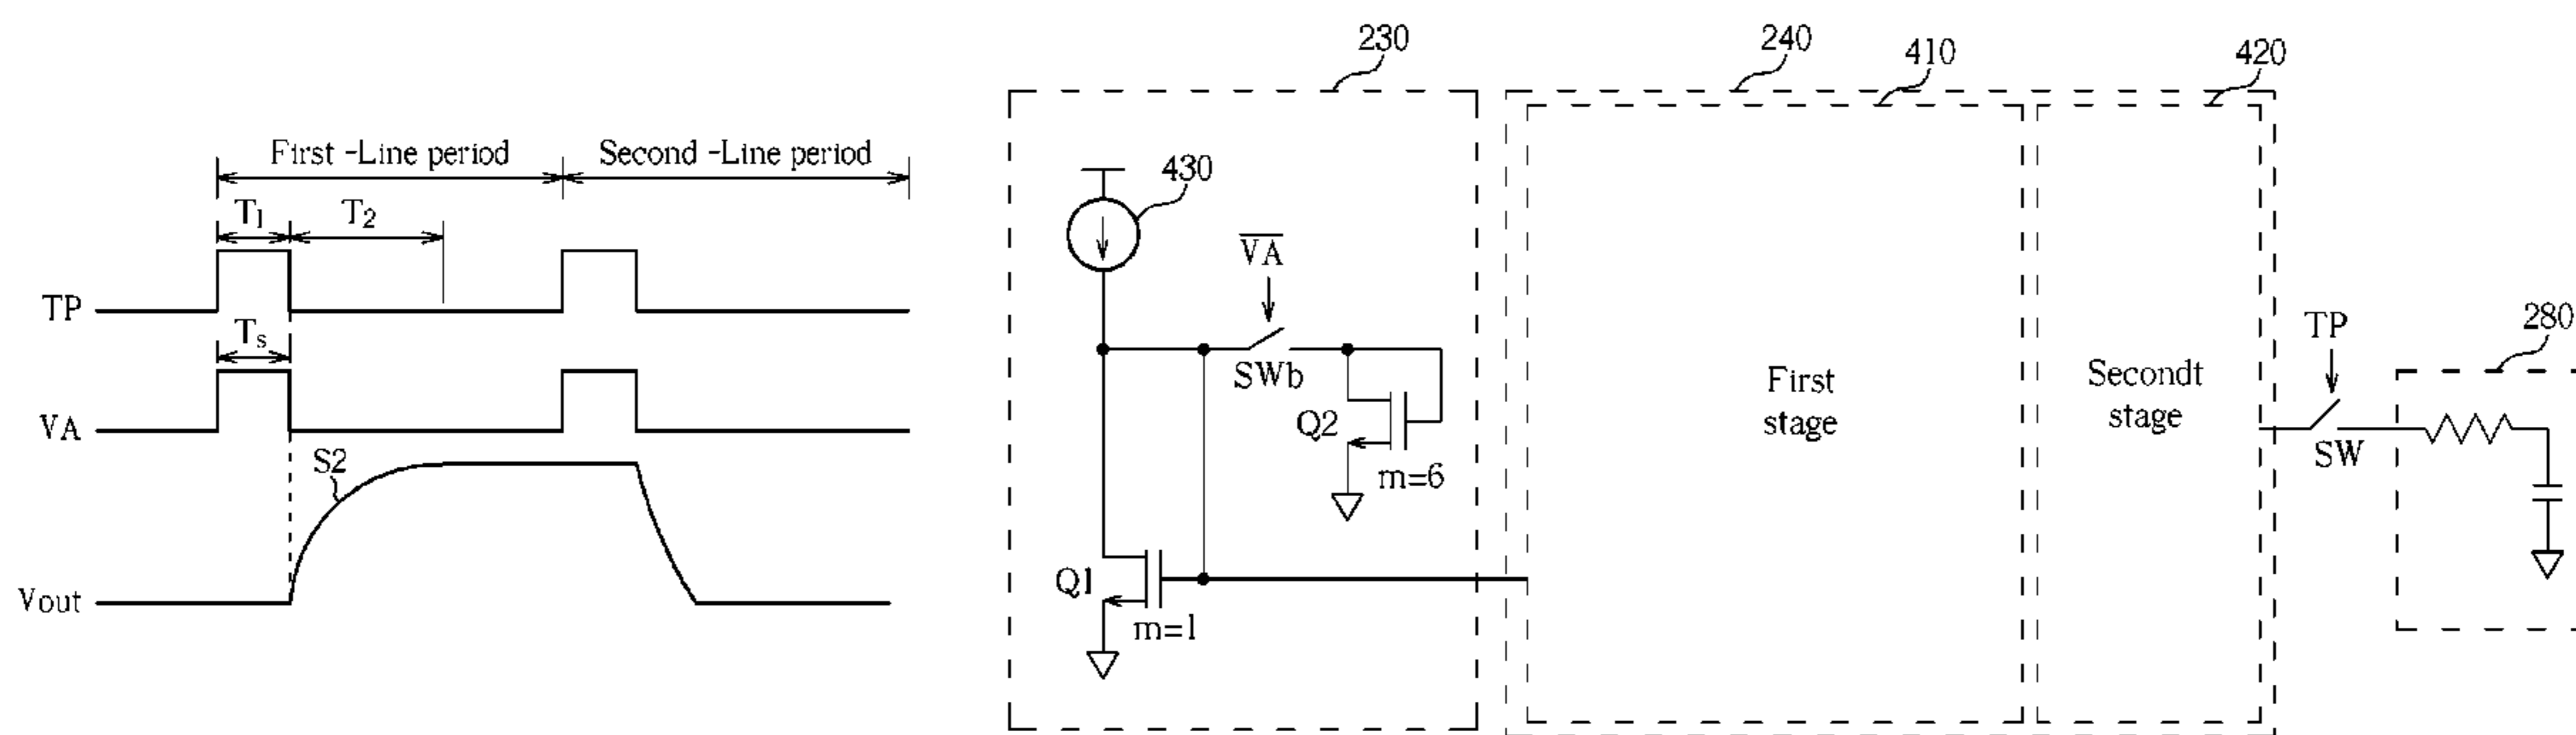 First -Line period
Second -Line period
T1
T2
TP
Ts
VA
S2
Vout
230
240
410
420
430
VA
SWb
Q2
m=6
Q1
m=1
First
stage
Secondt
stage
TP
SW
280